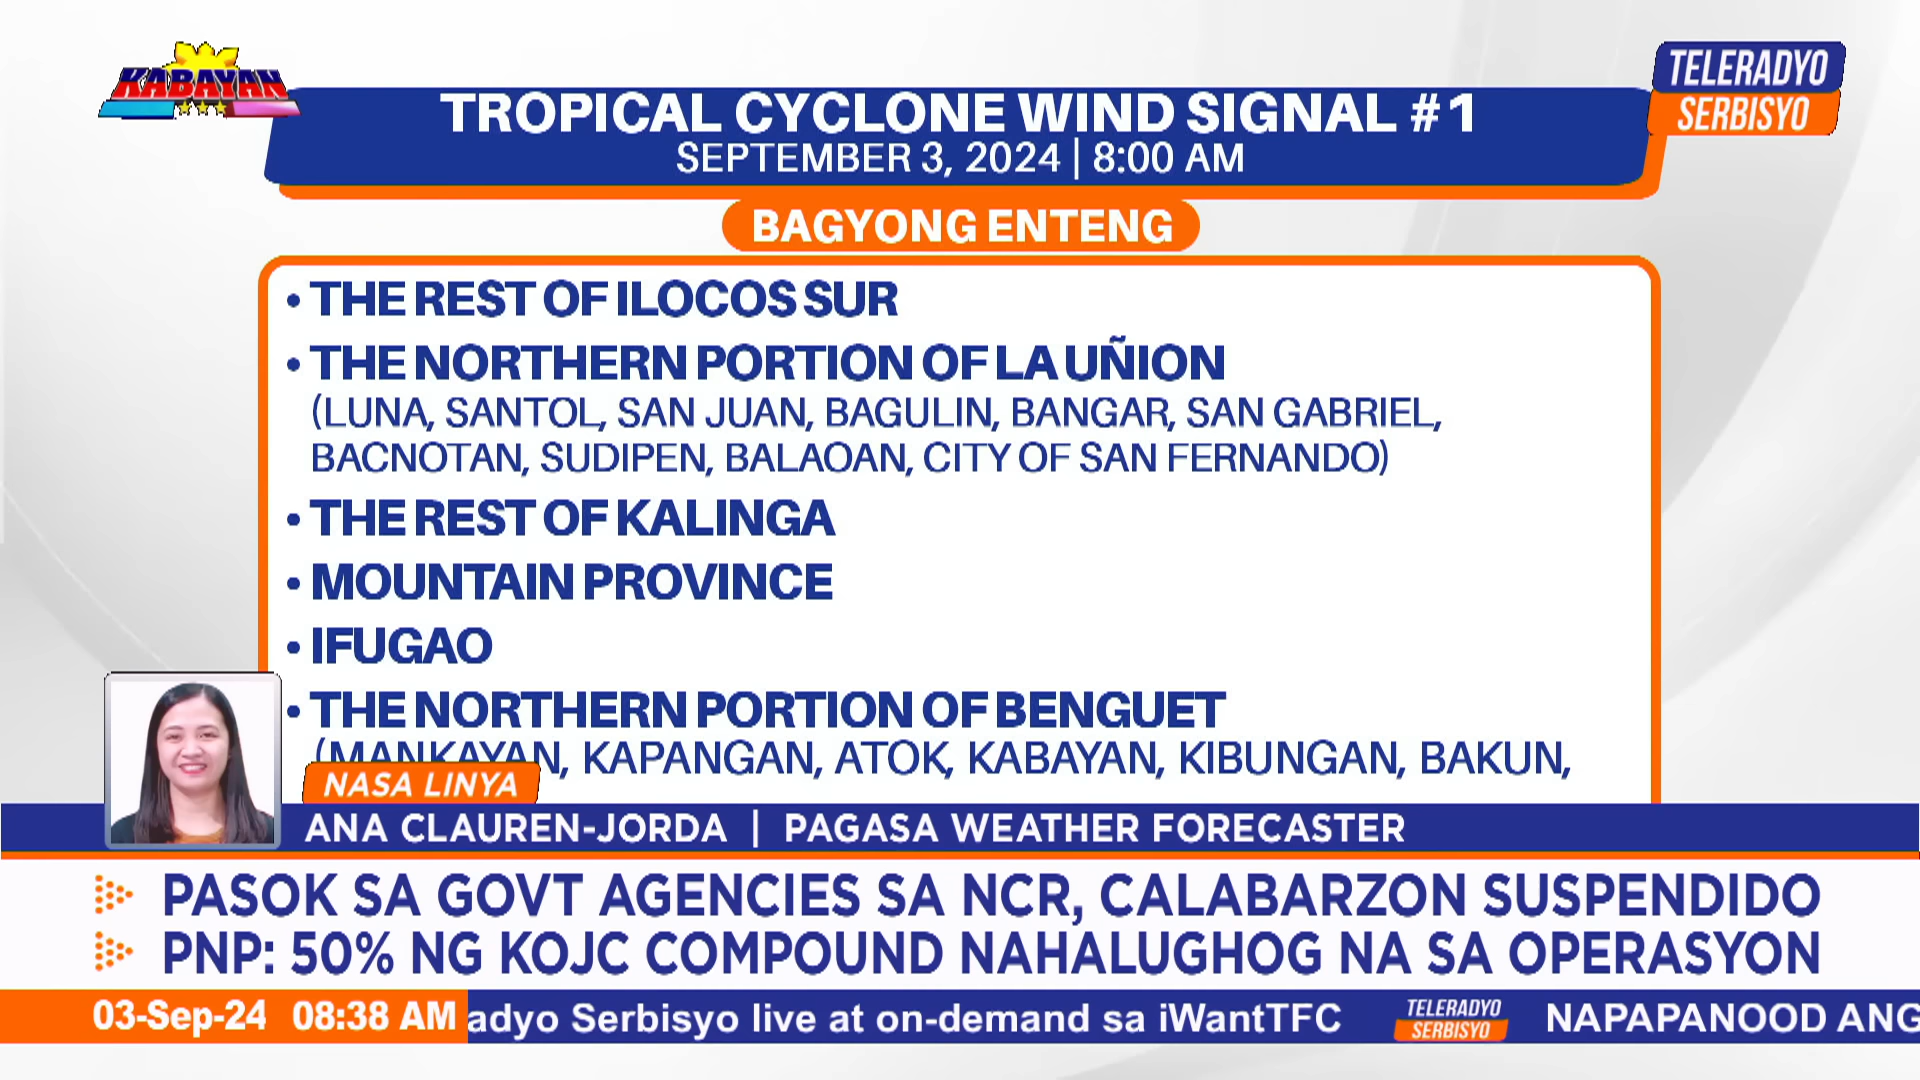 KABAYAN
TELERADYO
SERBISYO
TROPICAL CYCLONE WIND SIGNAL #1
SEPTEMBER 3, 2024 | 8:00 AM
BAGYONG ENTENG
• THE REST OF ILOCOS SUR
• THE NORTHERN PORTION OF LA UÑION
(LUNA, SANTOL, SAN JUAN, BAGULIN, BANGAR, SAN GABRIEL,
BACNOTAN, SUDIPEN, BALAOAN, CITY OF SAN FERNANDO)
• THE REST OF KALINGA
• MOUNTAIN PROVINCE
• IFUGAO
• THE NORTHERN PORTION OF BENGUET
(MANKAYAN, KAPANGAN, ATOK, KABAYAN, KIBUNGAN, BAKUN,
NASA LINYA
ANA CLAUREN-JORDA | PAGASA WEATHER FORECASTER
PASOK SA GOVT AGENCIES SA NCR, CALABARZON SUSPENDIDO
PNP: 50% NG KOJC COMPOUND NAHALUGHOG NA SA OPERASYON
03-Sep-24 08:38 AM adyo Serbisyo live at on-demand sa iWantTFC TELERADYO SERBISYO NAPAPANOOD ANG